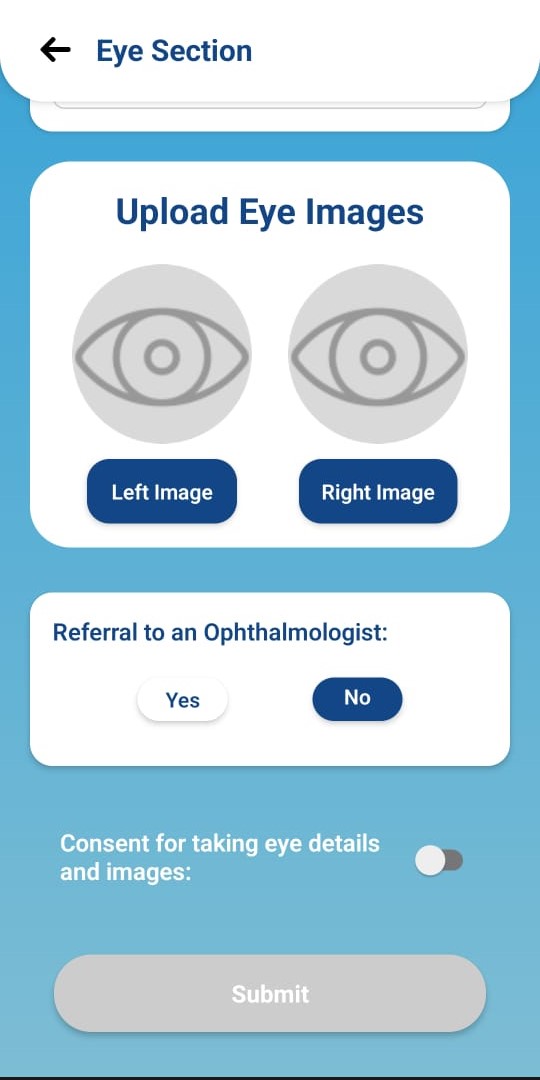 Eye Section
Upload Eye Images
Left Image
Right Image
Referral to an Ophthalmologist:
Yes
No
Consent for taking eye details
and images:
Submit